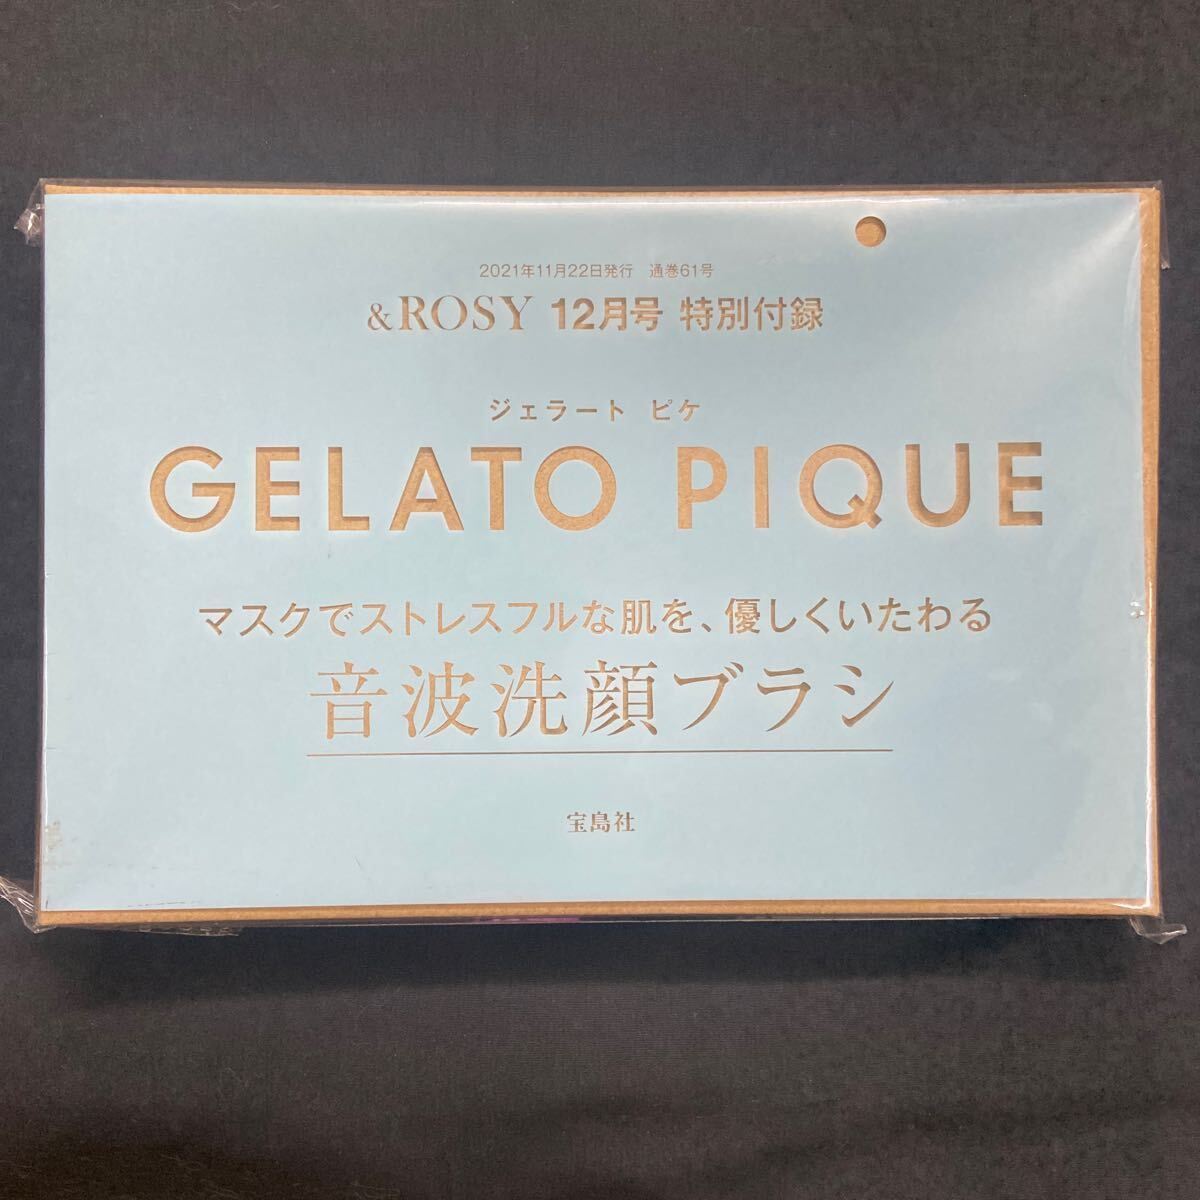 2021年11月22日発行　通巻61号
&ROSY 12月号 特別付録
ジェラート ピケ
GELATO PIQUE
マスクでストレスフルな肌を、優しくいたわる
音波洗顔ブラシ
宝島社